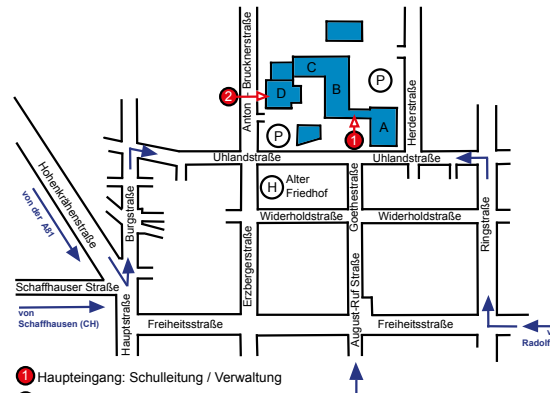 Anton - Brucknerstraße
Herderstraße
C
P
B
D
2
A
P
1
Uhlandstraße
Uhlandstraße
Hohenkrähenstraße
von der A81
Burgstraße
H
Alter
Friedhof
Goethestraße
Widerholdstraße
Widerholdstraße
Ringstraße
Schaffhauser Straße
von
Schaffhausen (CH)
Hauptstraße
Erzbergerstraße
August-Ruf Straße
Freiheitsstraße
Freiheitsstraße
Radolf
1 Haupteingang: Schulleitung / Verwaltung